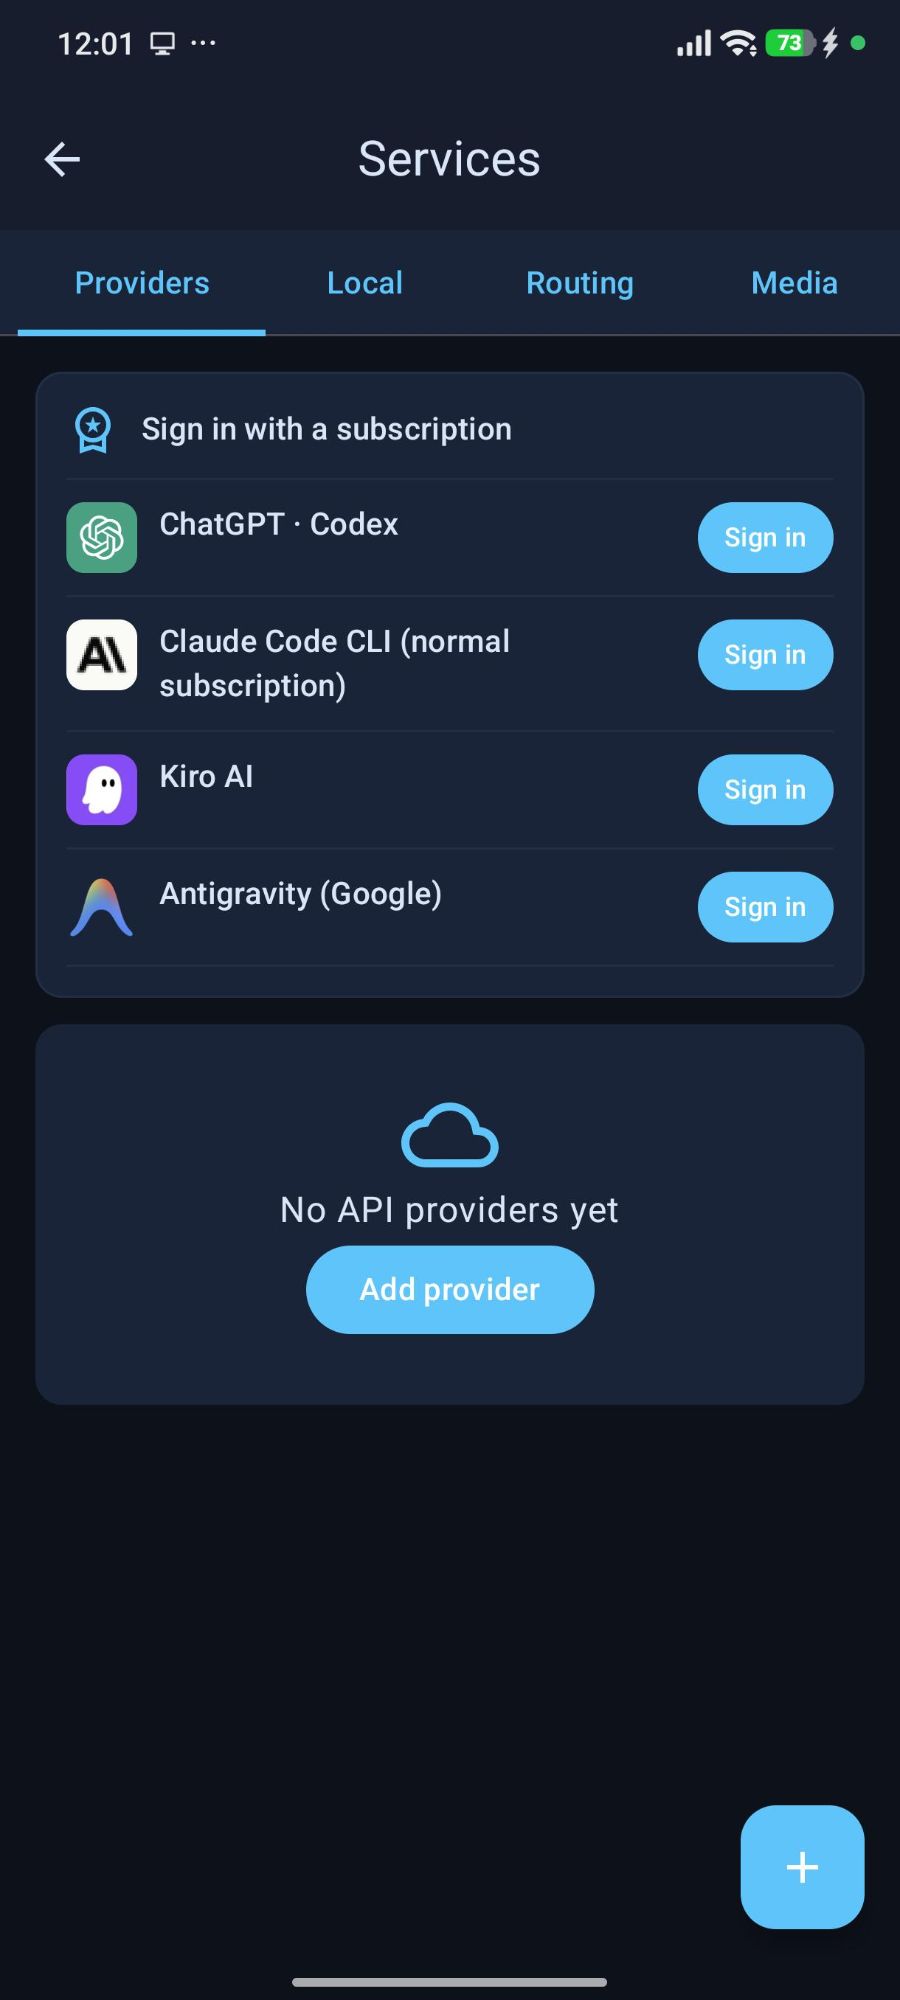 12:01
73
Services
Providers
Local
Routing
Media
Sign in with a subscription
ChatGPT · Codex
Sign in
Claude Code CLI (normal
subscription)
Sign in
Kiro AI
Sign in
Antigravity (Google)
Sign in
No API providers yet
Add provider